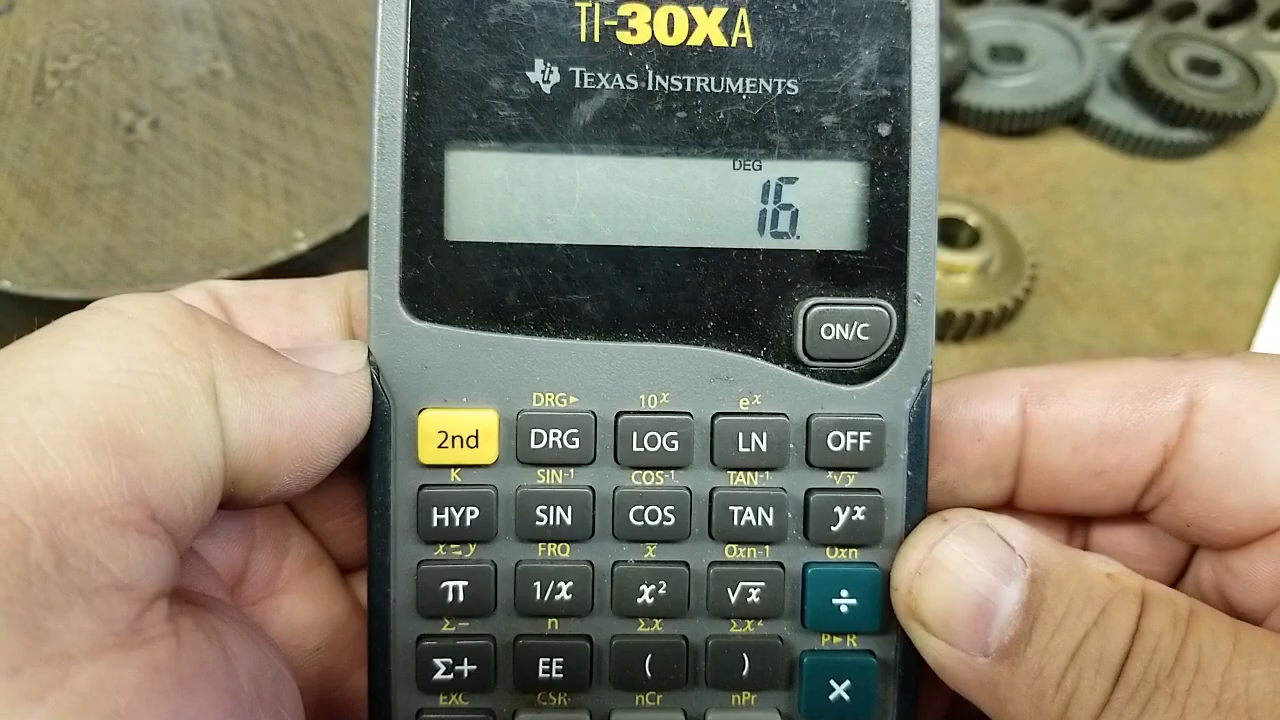 TI-30XA
TEXAS INSTRUMENTS
DEG
16.
ON/C
DRG► 10ˣ eˣ
2nd DRG LOG LN OFF
K SIN⁻¹ COS⁻¹ TAN⁻¹ ˣ√y
HYP SIN COS TAN yˣ
x⇆y FRQ x̄ σxn-1 σxn
π 1/x x² √x ÷
Σ− n Σx Σx² P►R
Σ+ EE ( ) ×
EXC CSR nCr nPr